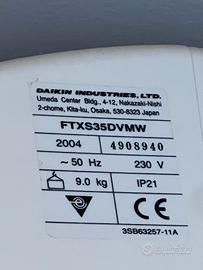 DAIKIN INDUSTRIES, LTD.
Umeda Center Bldg., 4-12, Nakazaki-Nishi
2-chome, Kita-ku, Osaka, 530-8323 Japan
FTXS35DVMW
2004 4908940
~ 50 Hz 230 V
9.0 kg IP21
CE
3SB63257-11A
subito